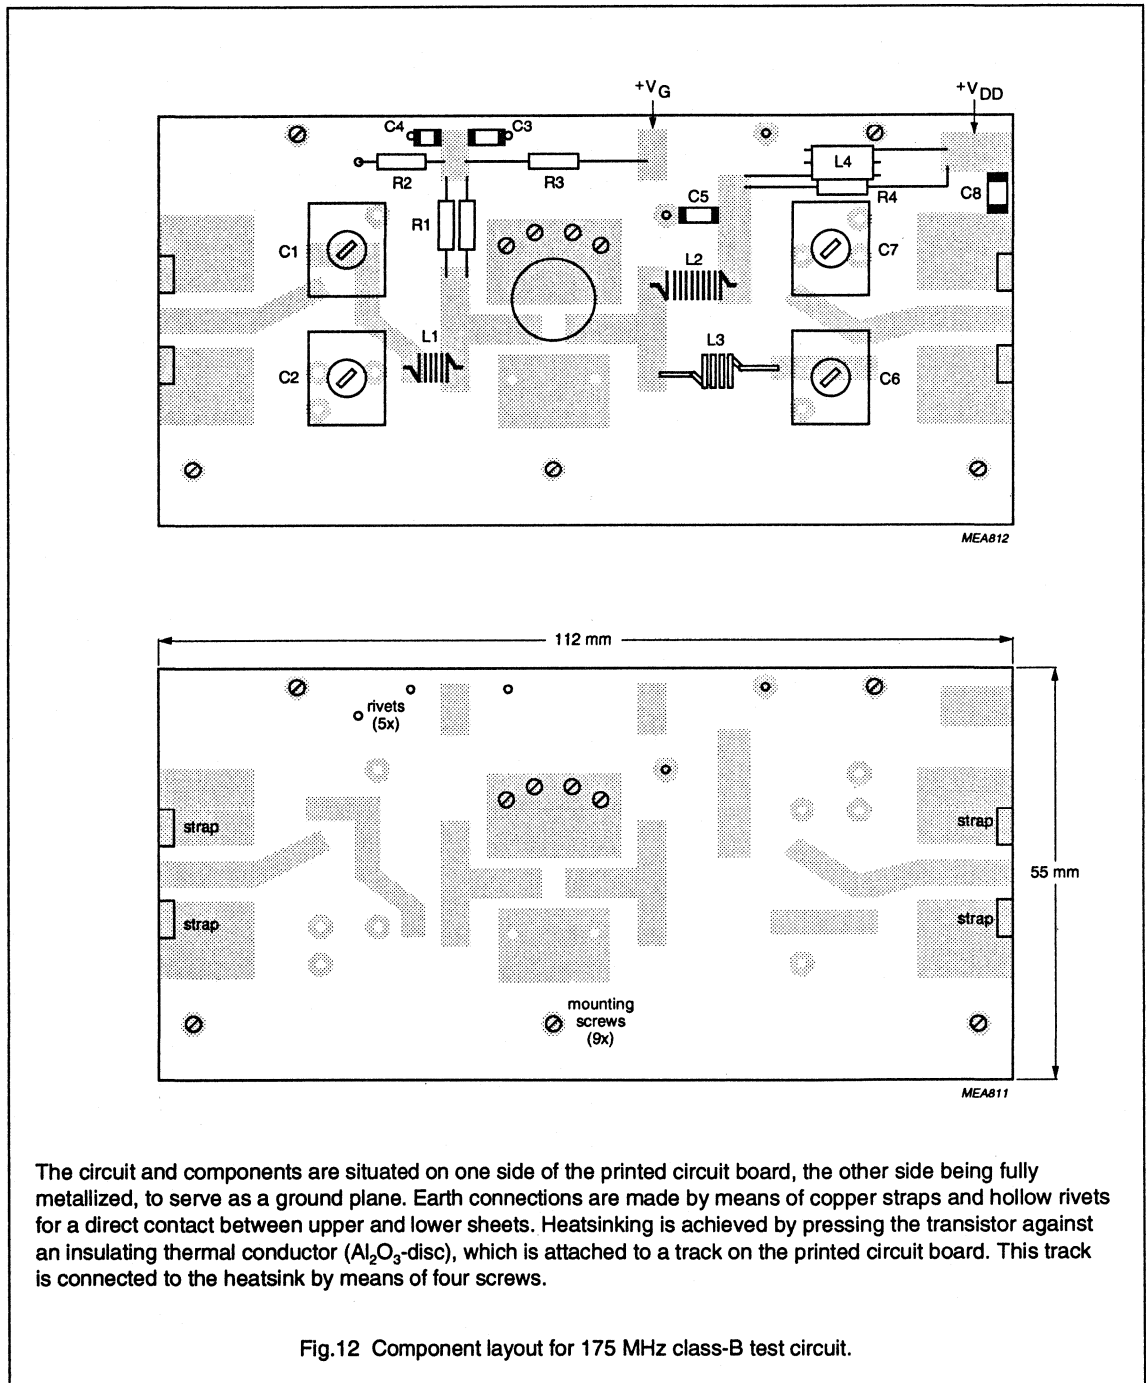 +VG
+VDD
C4
C3
R2
R3
L4
R4
C8
C5
R1
C1
C7
L2
L1
L3
C2
C6
MEA812
112 mm
rivets
(5x)
strap
strap
55 mm
strap
strap
mounting
screws
(9x)
MEA811
The circuit and components are situated on one side of the printed circuit board, the other side being fully
metallized, to serve as a ground plane. Earth connections are made by means of copper straps and hollow rivets
for a direct contact between upper and lower sheets. Heatsinking is achieved by pressing the transistor against
an insulating thermal conductor (Al₂O₃-disc), which is attached to a track on the printed circuit board. This track
is connected to the heatsink by means of four screws.
Fig.12 Component layout for 175 MHz class-B test circuit.